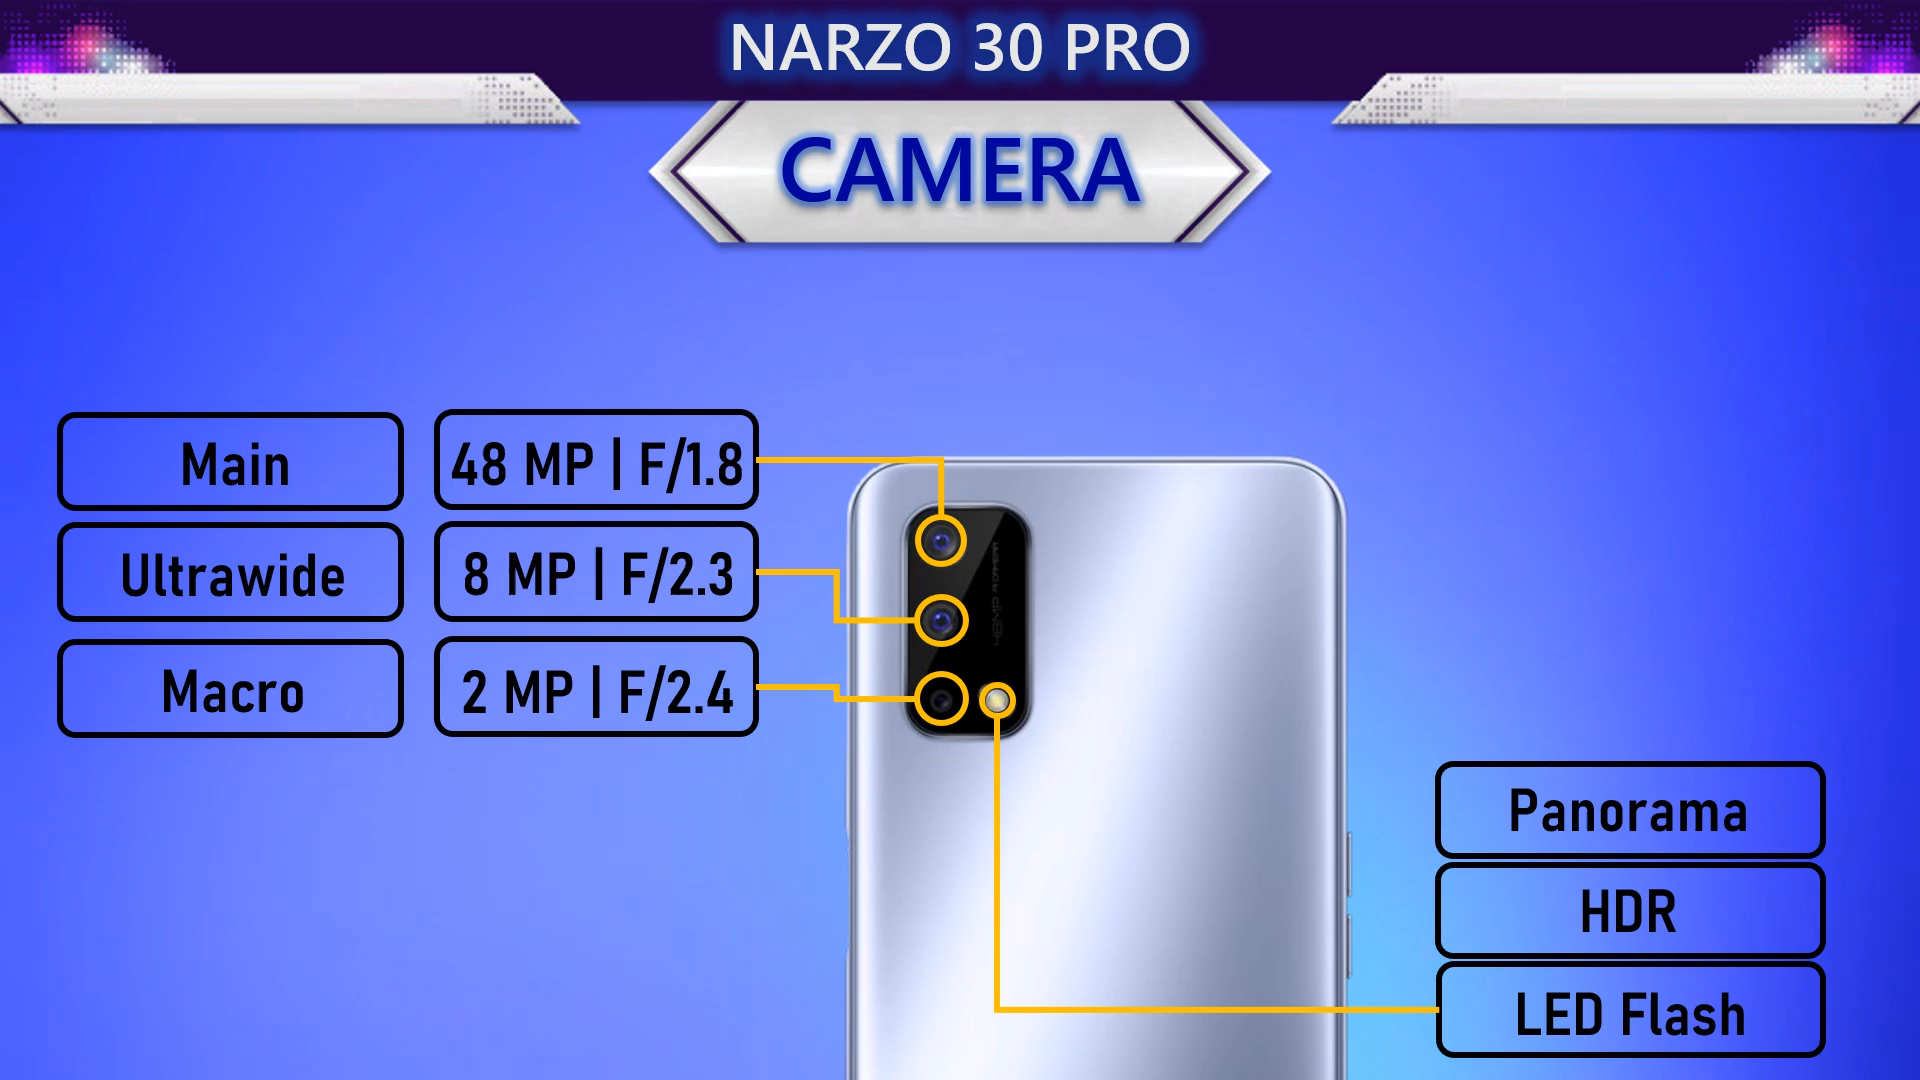 NARZO 30 PRO
CAMERA
Main
48 MP | F/1.8
Ultrawide
8 MP | F/2.3
Macro
2 MP | F/2.4
Panorama
HDR
LED Flash